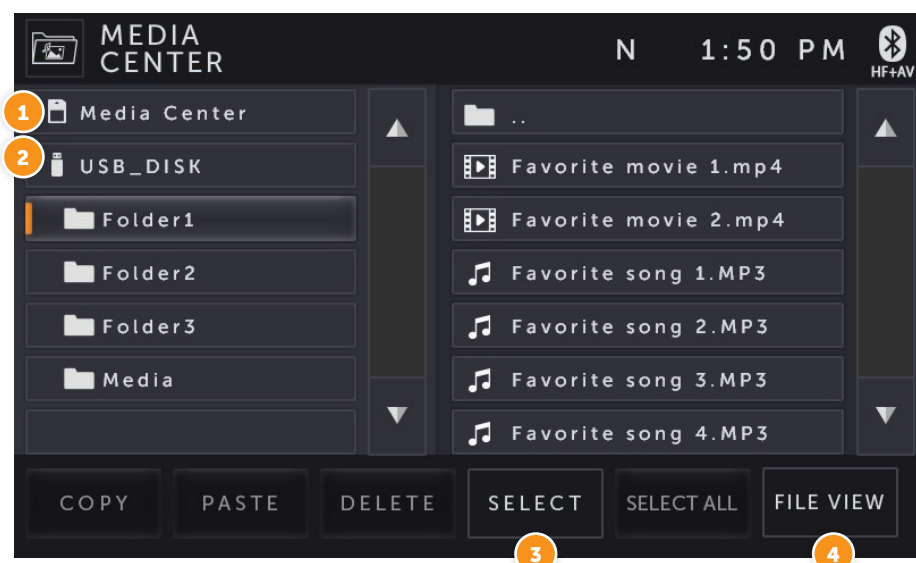 MEDIA
CENTER
N 1:50 PM
HF+AV
1 Media Center
2 USB_DISK
Folder1
Folder2
Folder3
Media
..
Favorite movie 1.mp4
Favorite movie 2.mp4
Favorite song 1.MP3
Favorite song 2.MP3
Favorite song 3.MP3
Favorite song 4.MP3
COPY PASTE DELETE SELECT SELECT ALL FILE VIEW
3 4